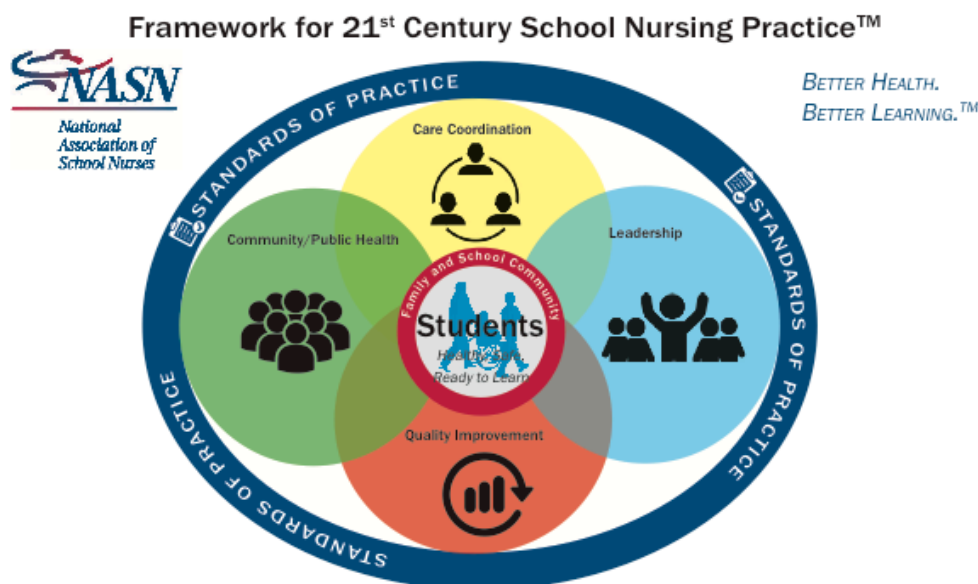 Framework for 21st Century School Nursing Practice™
NASN
National
Association of
School Nurses
BETTER HEALTH.
BETTER LEARNING.™
STANDARDS OF PRACTICE
STANDARDS OF PRACTICE
STANDARDS OF PRACTICE
Care Coordination
Community/Public Health
Leadership
Family and School Community
Students
Healthy, Safe,
Ready to Learn
Quality Improvement